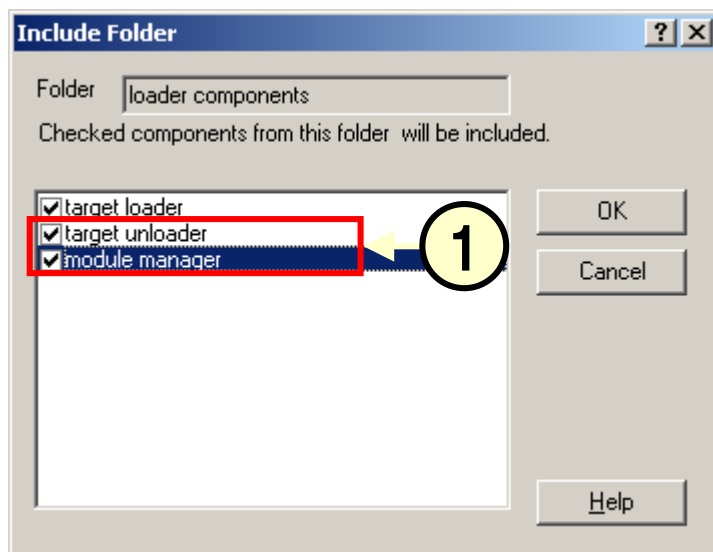 Include Folder
? X
Folder loader components
Checked components from this folder will be included.
target loader
target unloader
module manager
1
OK
Cancel
Help